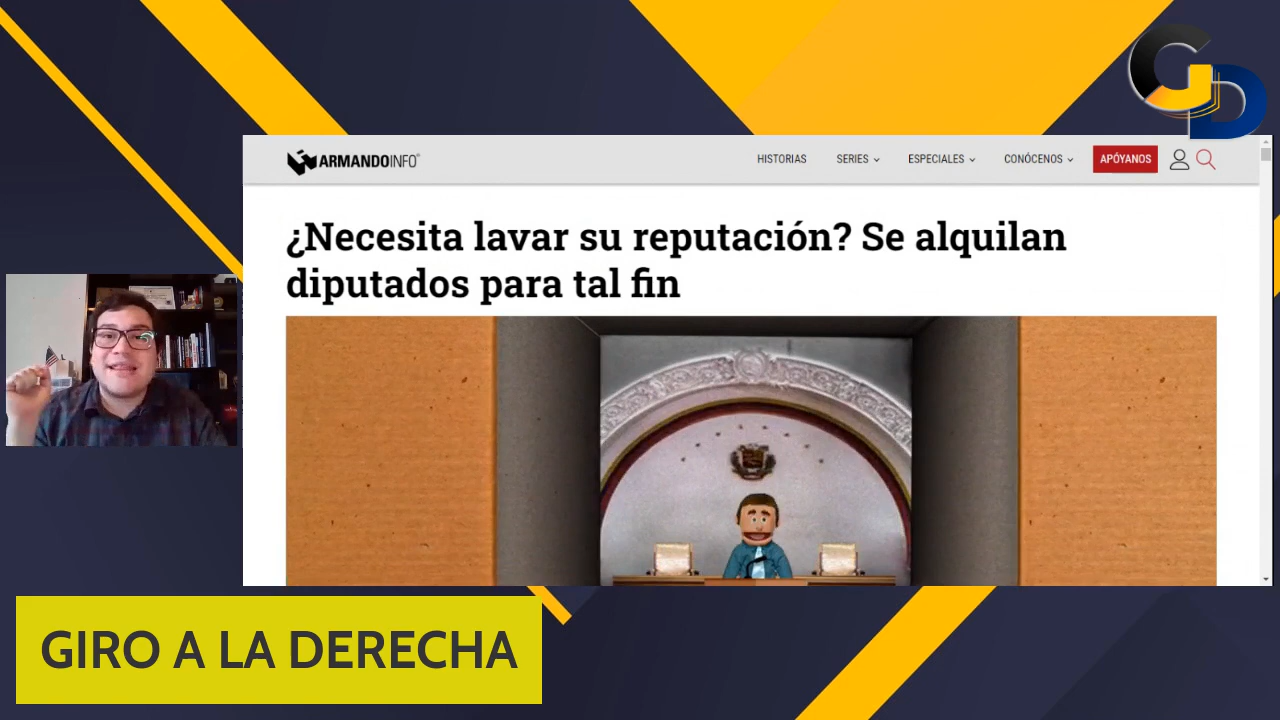 GD
ARMANDOINFO
HISTORIAS SERIES ESPECIALES CONÓCENOS APÓYANOS
¿Necesita lavar su reputación? Se alquilan
diputados para tal fin
GIRO A LA DERECHA